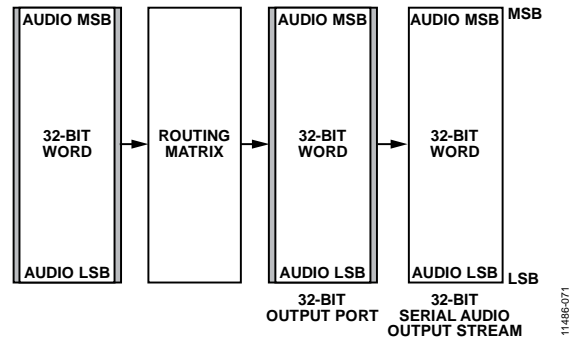 AUDIO MSB
32-BIT
WORD
AUDIO LSB
ROUTING
MATRIX
AUDIO MSB
32-BIT
WORD
AUDIO LSB
32-BIT
OUTPUT PORT
AUDIO MSB
32-BIT
WORD
AUDIO LSB
32-BIT
SERIAL AUDIO
OUTPUT STREAM
MSB
LSB
11486-071